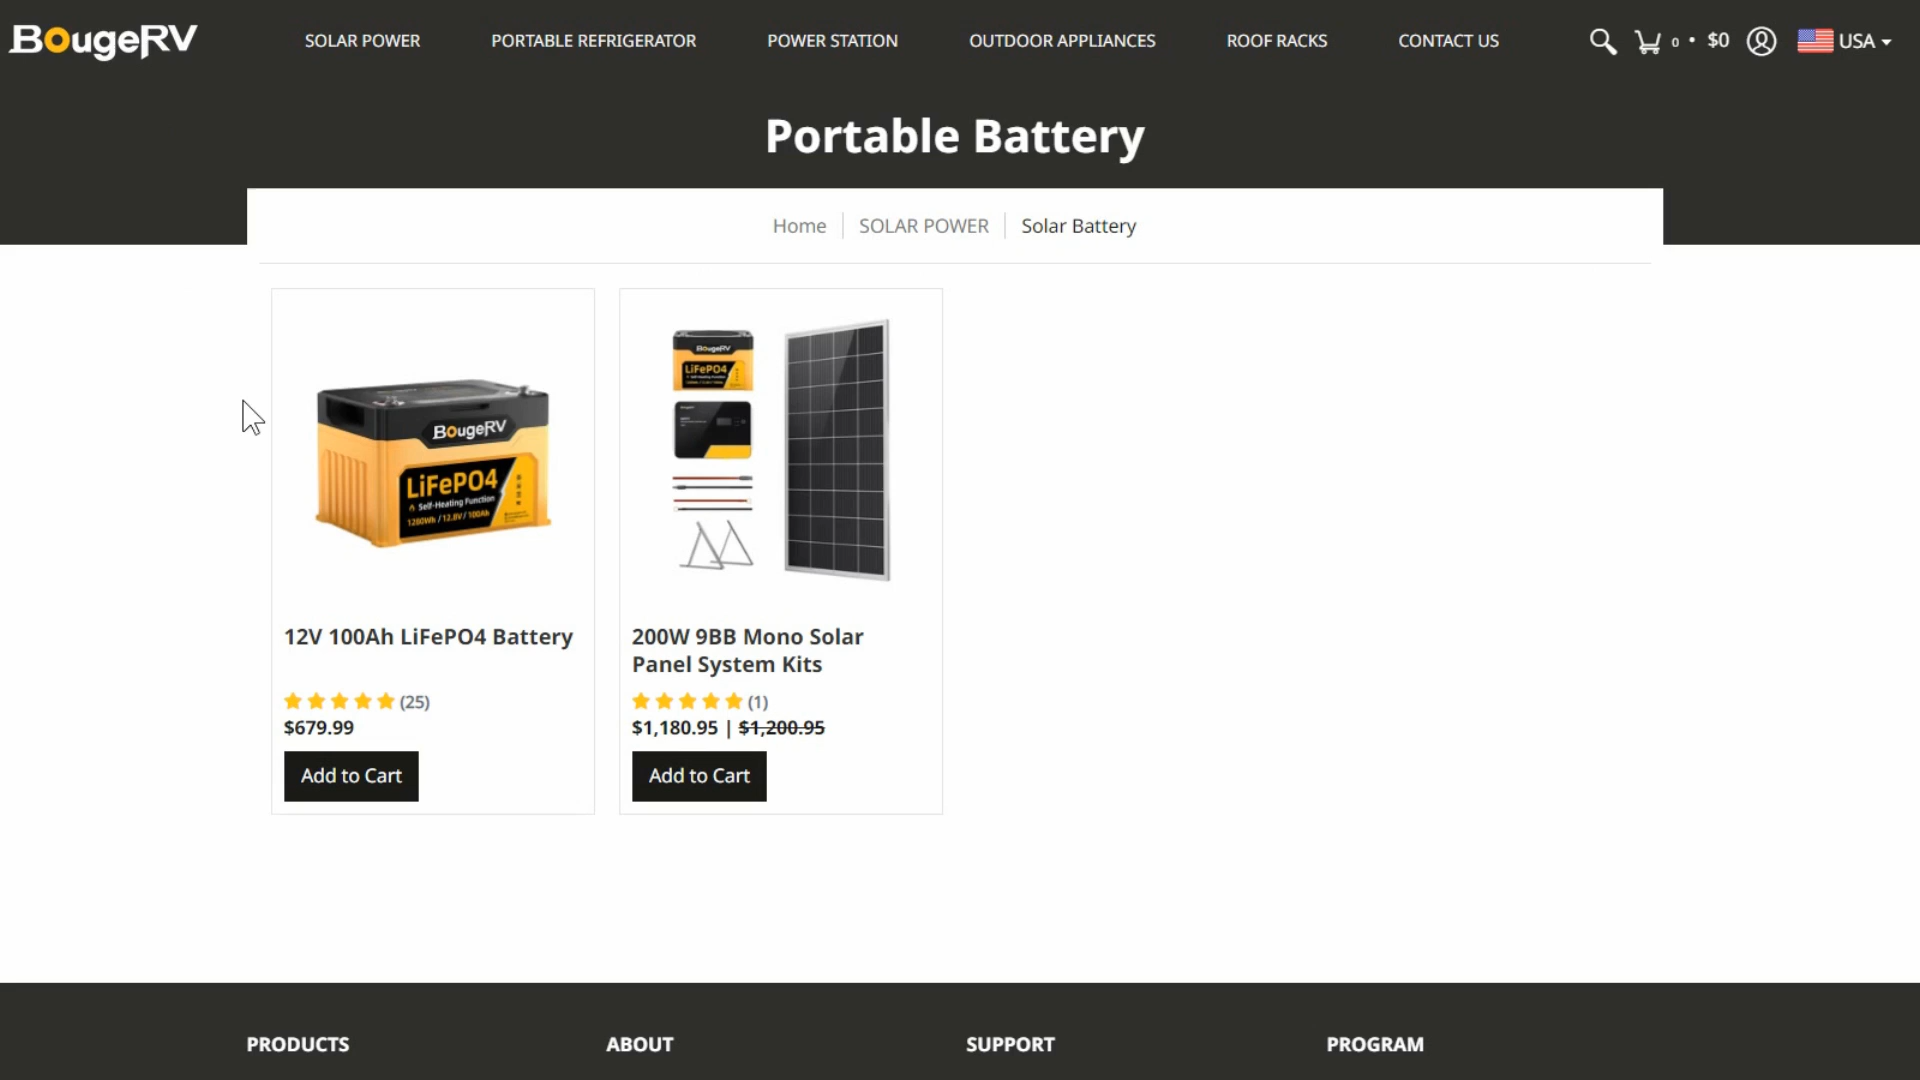 BougeRV
SOLAR POWER
PORTABLE REFRIGERATOR
POWER STATION
OUTDOOR APPLIANCES
ROOF RACKS
CONTACT US
0 • $0
USA
Portable Battery
Home
SOLAR POWER
Solar Battery
BougeRV
LiFePO4
Self-Heating Function
1280Wh / 12.8V / 100Ah
BougeRV
LiFePO4
12V 100Ah LiFePO4 Battery
(25)
$679.99
Add to Cart
200W 9BB Mono Solar
Panel System Kits
(1)
$1,180.95 | $1,200.95
Add to Cart
PRODUCTS
ABOUT
SUPPORT
PROGRAM